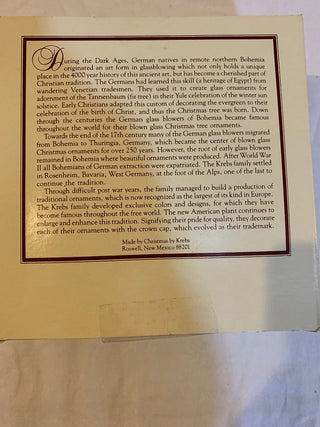 During the Dark Ages, German natives in remote northern Bohemia
originated an art form in glassblowing which not only holds a unique
place in the 4000 year history of this ancient art, but has become a cherished part of
Christian tradition. The Germans had learned this skill (a heritage of Egypt) from
wandering Venetian tradesmen. They used it to create glass ornaments for
adornment of the Tannenbaum (fir tree) in their Yule celebration of the winter sun
solstice. Early Christians adapted this custom of decorating the evergreen to their
celebration of the birth of Christ, and thus the Christmas tree was born. Down
through the centuries the German glass blowers of Bohemia became famous
throughout the world for their blown glass Christmas tree ornaments.
Towards the end of the 17th century many of the German glass blowers migrated
from Bohemia to Thuringia, Germany, which became the center of blown glass
Christmas ornaments for over 250 years. However, the root of early glass blowers
remained in Bohemia where beautiful ornaments were produced. After World War
II all Bohemians of German extraction were expatriated. The Krebs family settled
in Rosenheim, Bavaria, West Germany, at the foot of the Alps, one of the last to
continue the tradition.
Through difficult post war years, the family managed to build a production of
traditional ornaments, which is now recognized as the largest of its kind in Europe.
The Krebs family developed exclusive colors and designs, for which they have
become famous throughout the free world. The new American plant continues to
enlarge and enhance this tradition. Signifying their pride for quality, they decorate
each of their ornaments with the crown cap, which evolved as their trademark.
Made by Christmas by Krebs
Roswell, New Mexico 88201